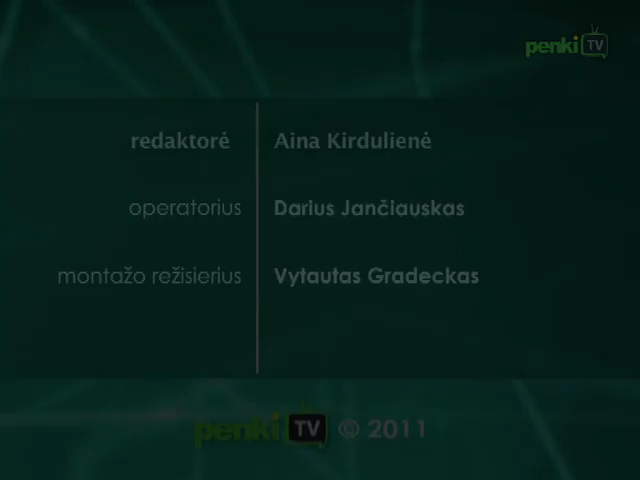 penki TV
redaktorė Aina Kirdulienė
operatorius Darius Jančiauskas
montažo režisierius Vytautas Gradeckas
penki TV © 2011